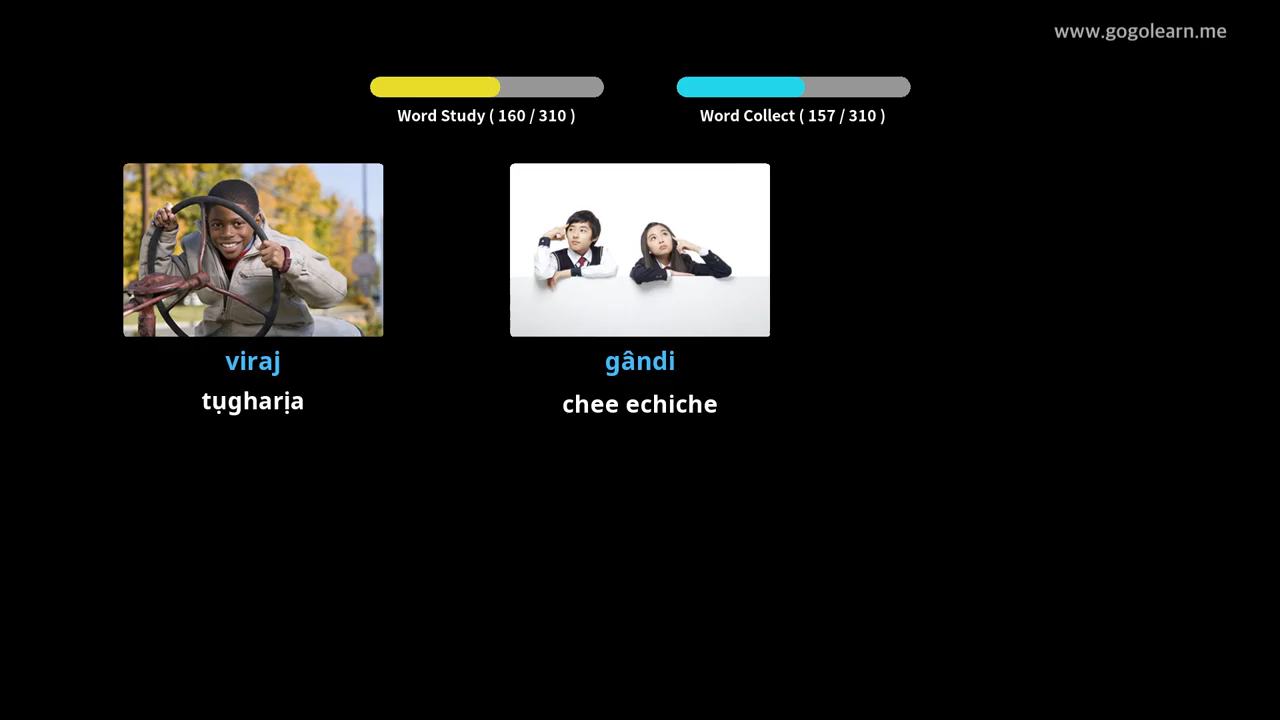 www.gogolearn.me
Word Study ( 160 / 310 )
Word Collect ( 157 / 310 )
viraj
tụgharịa
gândi
chee echiche